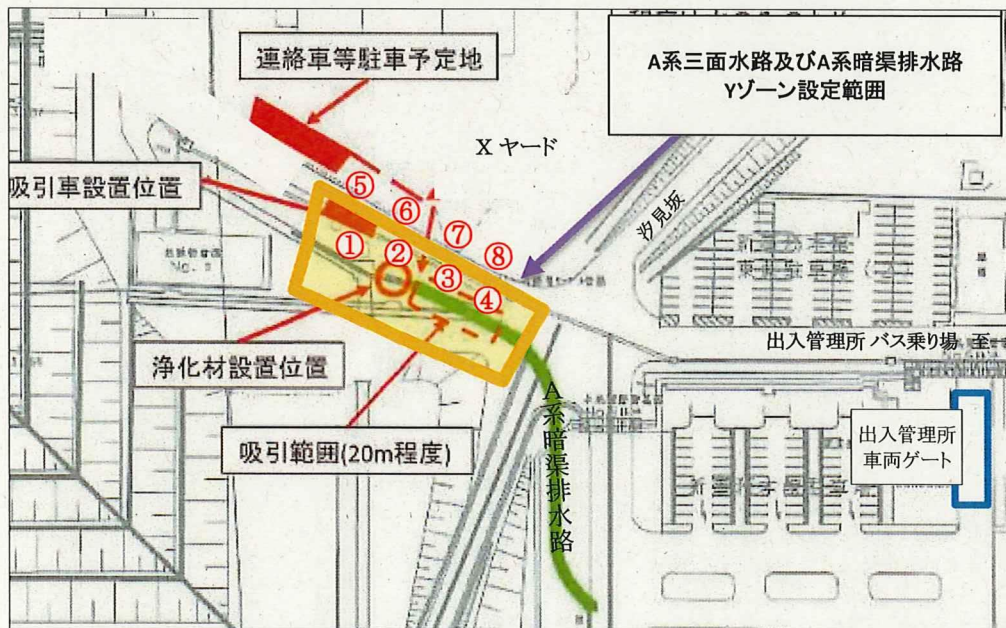 連絡車等駐車予定地
A系三面水路及びA系暗渠排水路
Yゾーン設定範囲
X ヤード
吸引車設置位置
汐見坂
⑤
⑥
⑦
⑧
①
②
③
④
浄化材設置位置
出入管理所 バス乗り場 至
吸引範囲(20m程度)
A系暗渠排水路
出入管理所
車両ゲート